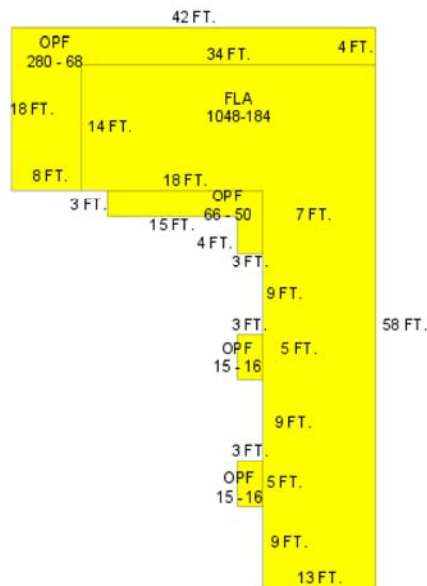 42 FT.
OPF
280 - 68
34 FT.
4 FT.
18 FT.
FLA
1048-184
14 FT.
8 FT.
18 FT.
3 FT.
OPF
66 - 50
7 FT.
15 FT.
4 FT.
3 FT.
9 FT.
3 FT.
58 FT.
OPF
15 - 16
5 FT.
9 FT.
3 FT.
OPF
15 - 16
5 FT.
9 FT.
13 FT.